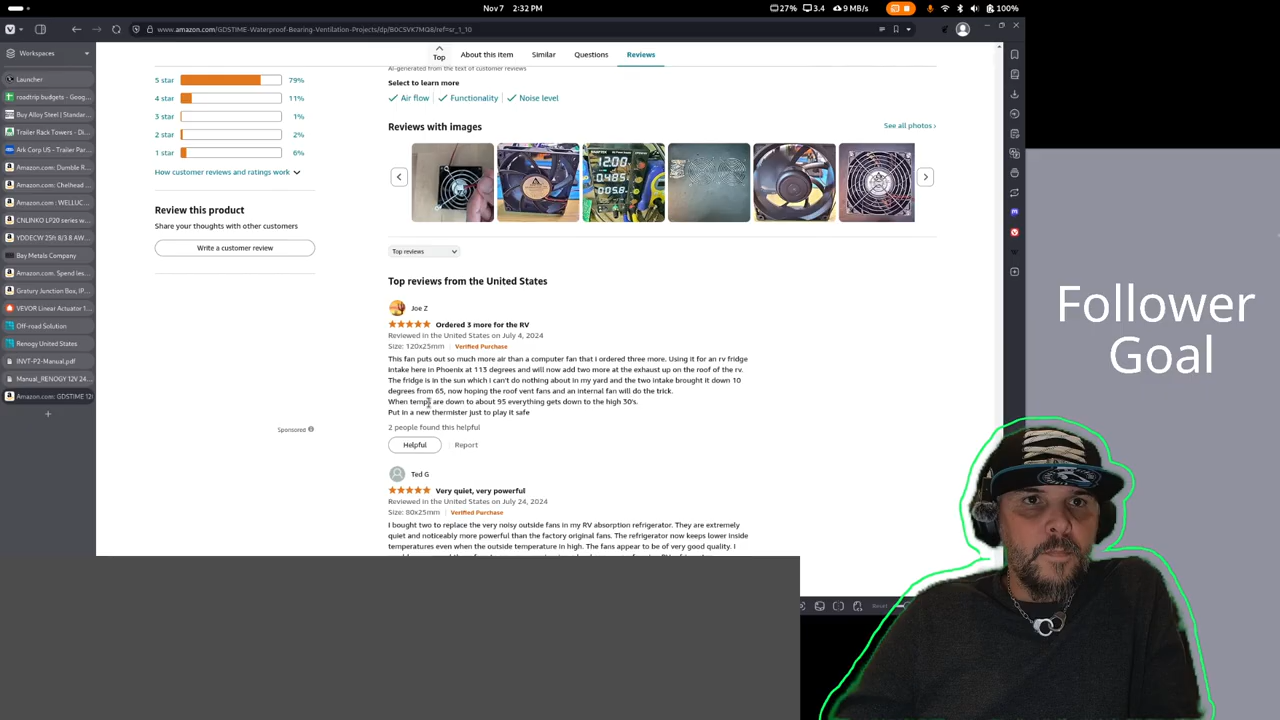 Nov 7 2:32 PM
27% 3.4 9 MB/s 100%
www.amazon.com/GDSTIME-Waterproof-Bearing-Ventilation-Projects/dp/B0CSVK7MQ8/ref=sr_1_10
Workspaces
Launcher
roadtrip budgets - Goog...
Buy Alloy Steel | Standar...
Trailer Rack Towers - Di...
Ark Corp US - Trailer Par...
Amazon.com: Dumble R...
Amazon.com: Chelhead ...
Amazon.com : WELLUC...
CNLINKO LP20 series w...
YDDECW 25ft 8/3 8 AW...
Bay Metals Company
Amazon.com. Spend les...
Gratury Junction Box, IP...
VEVOR Linear Actuator 1...
Off-road Solution
Renogy United States
INVT-P2-Manual.pdf
Manual_RENOGY 12V 24...
Amazon.com: GDSTIME 12
Top
About this item
Similar
Questions
Reviews
5 star 79%
4 star 11%
3 star 1%
2 star 2%
1 star 6%
How customer reviews and ratings work
Review this product
Share your thoughts with other customers
Write a customer review
Sponsored
AI-generated from the text of customer reviews
Select to learn more
Air flow | Functionality | Noise level
Reviews with images
See all photos ›
12.00
0.485
005.8
Top reviews
Top reviews from the United States
Joe Z
Ordered 3 more for the RV
Reviewed in the United States on July 4, 2024
Size: 120x25mm Verified Purchase
This fan puts out so much more air than a computer fan that I ordered three more. Using it for an rv fridge
intake here in Phoenix at 113 degrees and will now add two more at the exhaust up on the roof of the rv.
The fridge is in the sun which I can't do nothing about in my yard and the two intake brought it down 10
degrees from 65, now hoping the roof vent fans and an internal fan will do the trick.
When temps are down to about 95 everything gets down to the high 30's.
Put in a new thermister just to play it safe
2 people found this helpful
Helpful | Report
Ted G
Very quiet, very powerful
Reviewed in the United States on July 24, 2024
Size: 80x25mm Verified Purchase
I bought two to replace the very noisy outside fans in my RV absorption refrigerator. They are extremely
quiet and noticeably more powerful than the factory original fans. The refrigerator now keeps lower inside
temperatures even when the outside temperature in high. The fans appear to be of very good quality. I
Reset
Follower
Goal